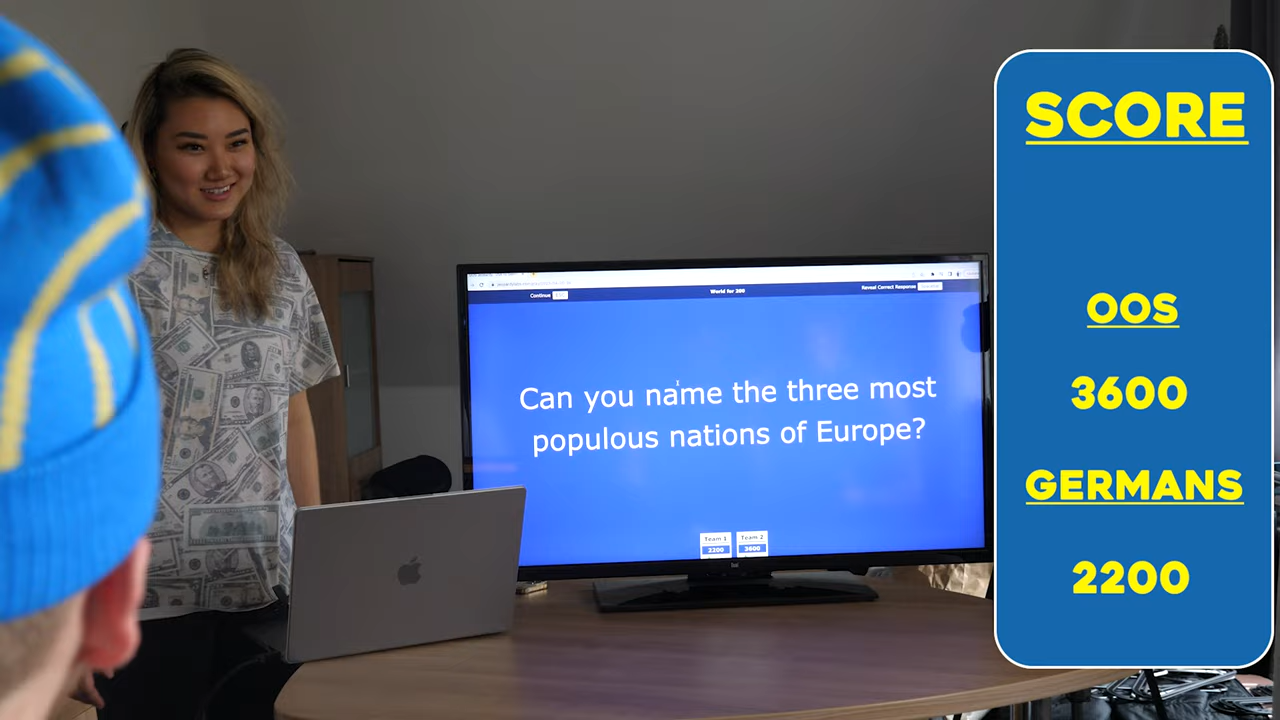 Continue
World for 200
Reveal Correct Response
Can you name the three most
populous nations of Europe?
Team 1
2200
Team 2
3600
SCORE
OOS
3600
GERMANS
2200